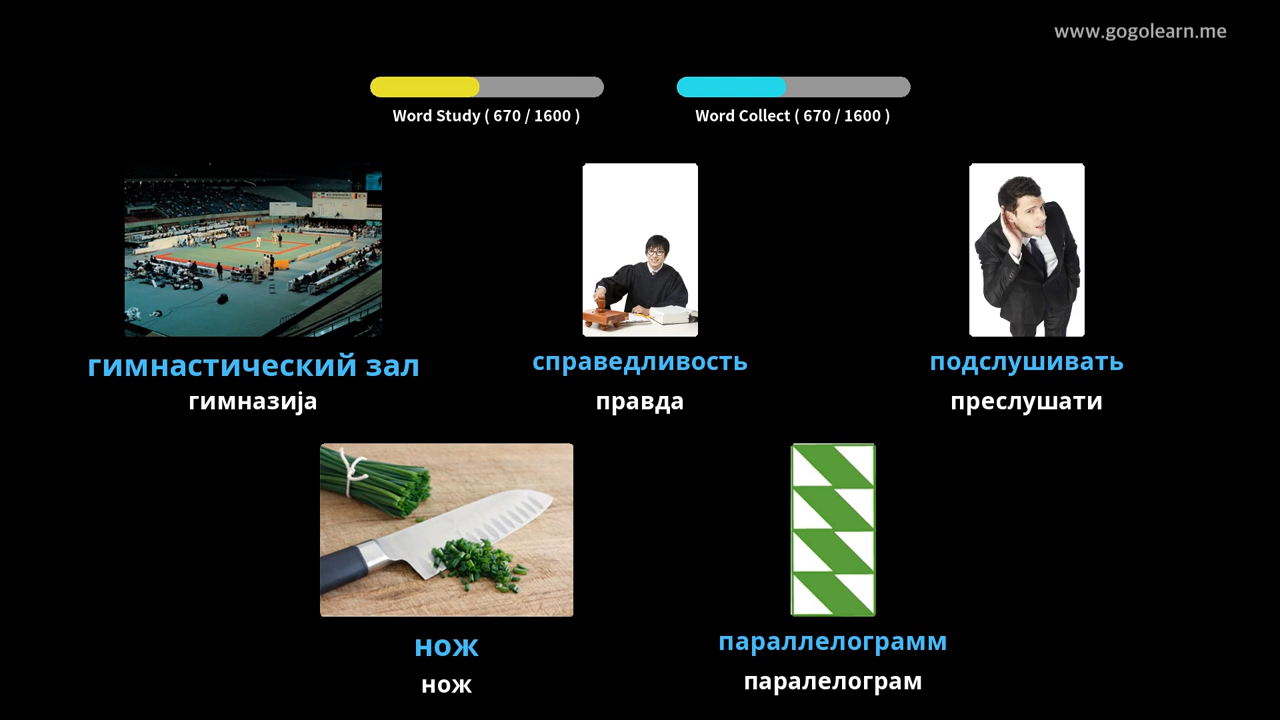 www.gogolearn.me
Word Study ( 670 / 1600 )
Word Collect ( 670 / 1600 )
гимнастический зал
гимназија
справедливость
правда
подслушивать
преслушати
нож
нож
параллелограмм
паралелограм